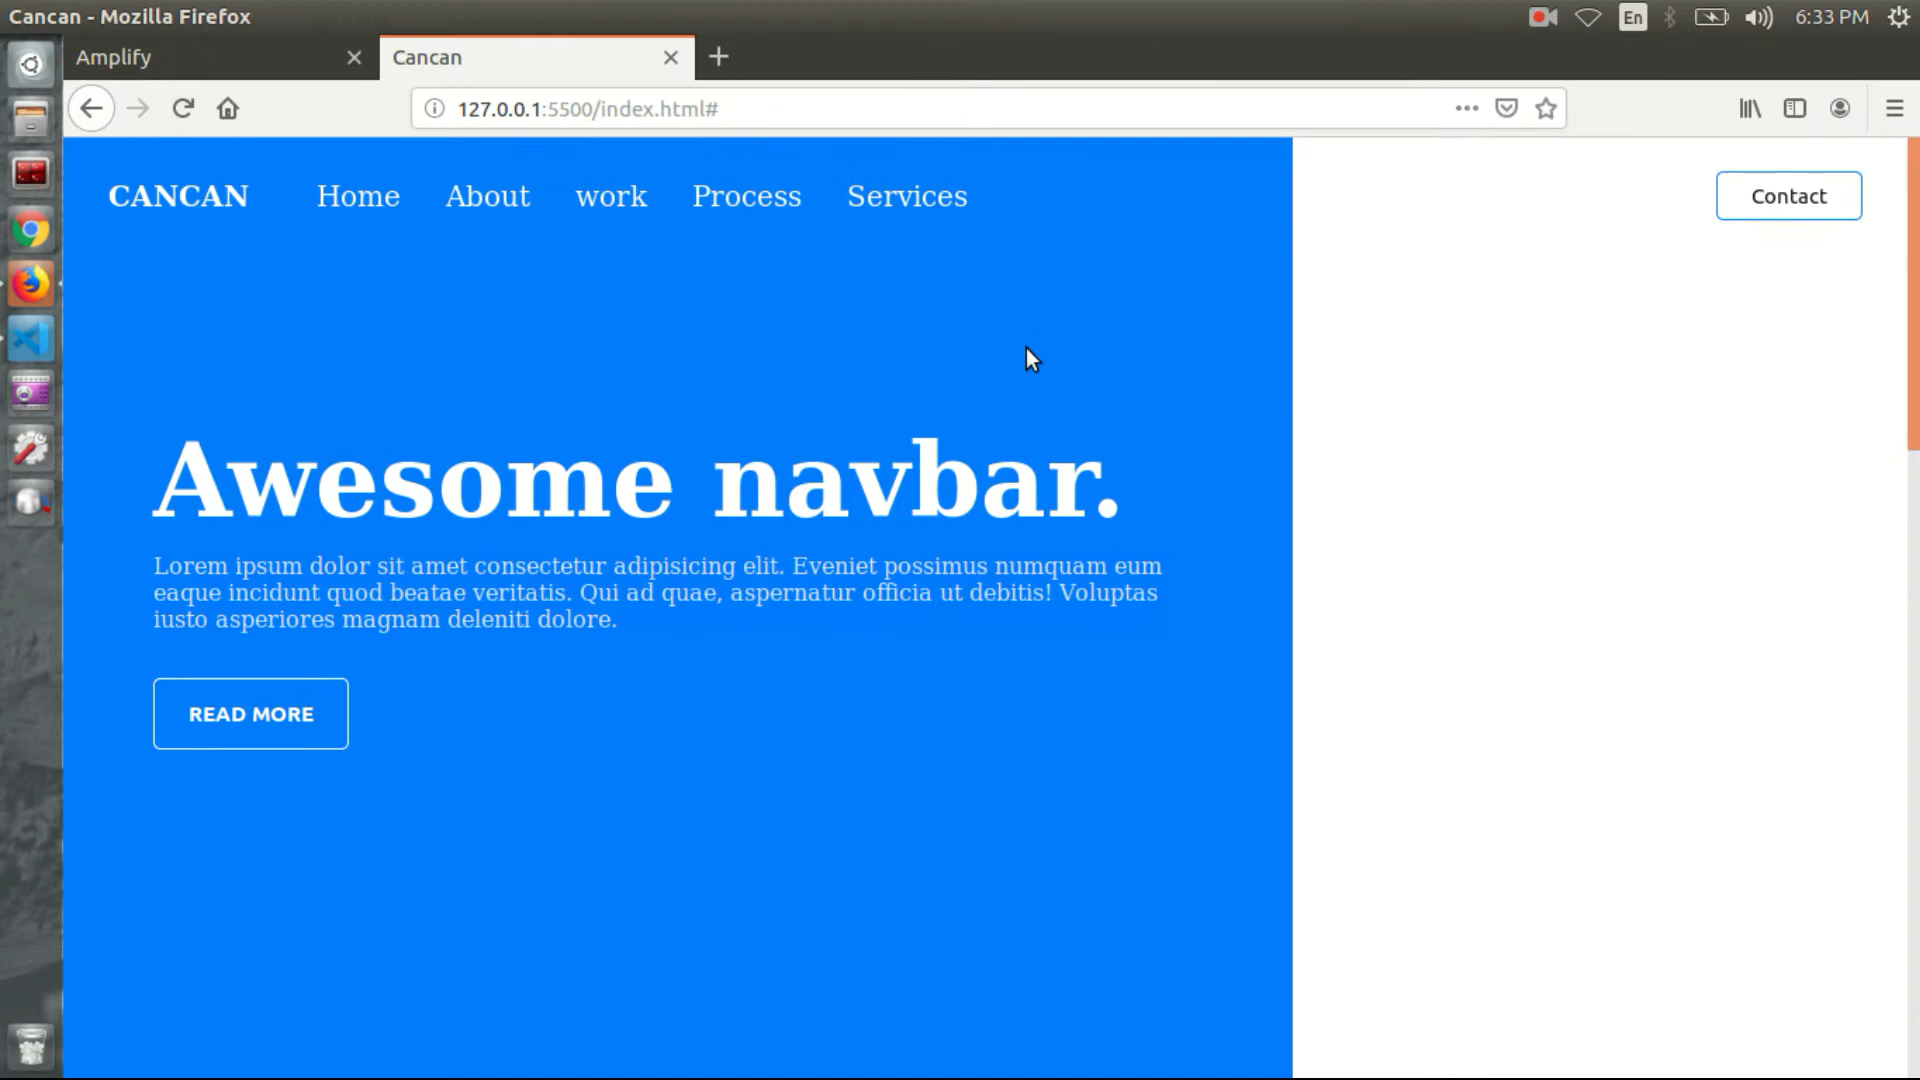 Cancan - Mozilla Firefox
En
6:33 PM
Amplify
Cancan
127.0.0.1:5500/index.html#
CANCAN Home About work Process Services
Contact
Awesome navbar.
Lorem ipsum dolor sit amet consectetur adipisicing elit. Eveniet possimus numquam eum
eaque incidunt quod beatae veritatis. Qui ad quae, aspernatur officia ut debitis! Voluptas
iusto asperiores magnam deleniti dolore.
READ MORE